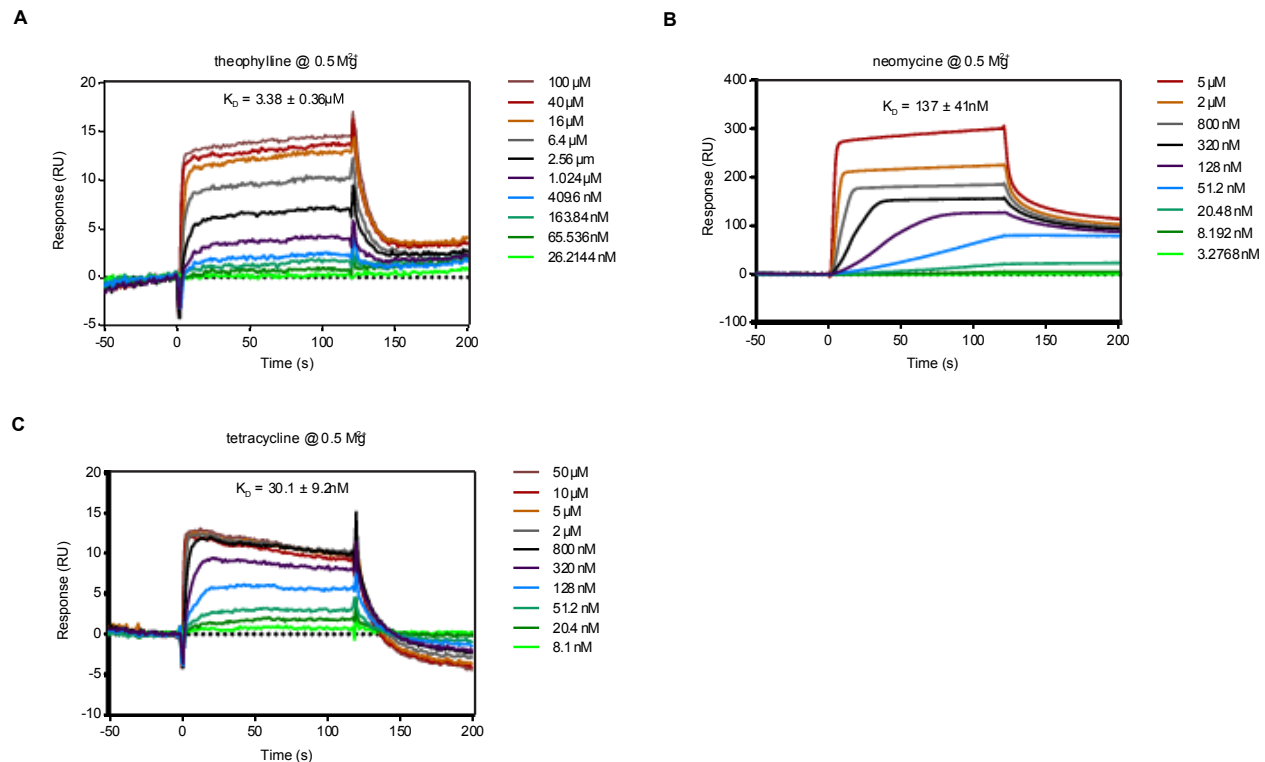 A
theophylline @ 0.5 Mg2+
K_D = 3.38 ± 0.36µM
Response (RU)
20
15
10
5
0
-5
-50
0
50
100
150
200
Time (s)
100 µM
40 µM
16 µM
6.4 µM
2.56 µm
1.024 µM
409.6 nM
163.84 nM
65.536 nM
26.2144 nM
B
neomycine @ 0.5 Mg2+
K_D = 137 ± 41nM
Response (RU)
400
300
200
100
0
-100
-50
0
50
100
150
200
Time (s)
5 µM
2 µM
800 nM
320 nM
128 nM
51.2 nM
20.48 nM
8.192 nM
3.2768 nM
C
tetracycline @ 0.5 Mg2+
K_D = 30.1 ± 9.2nM
Response (RU)
20
15
10
5
0
-5
-10
-50
0
50
100
150
200
Time (s)
50 µM
10 µM
5 µM
2 µM
800 nM
320 nM
128 nM
51.2 nM
20.4 nM
8.1 nM